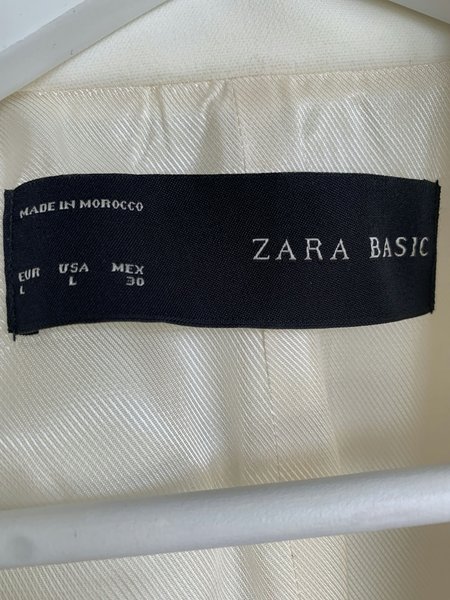 MADE IN MOROCCO
ZARA BASIC
EUR USA MEX
L L 30